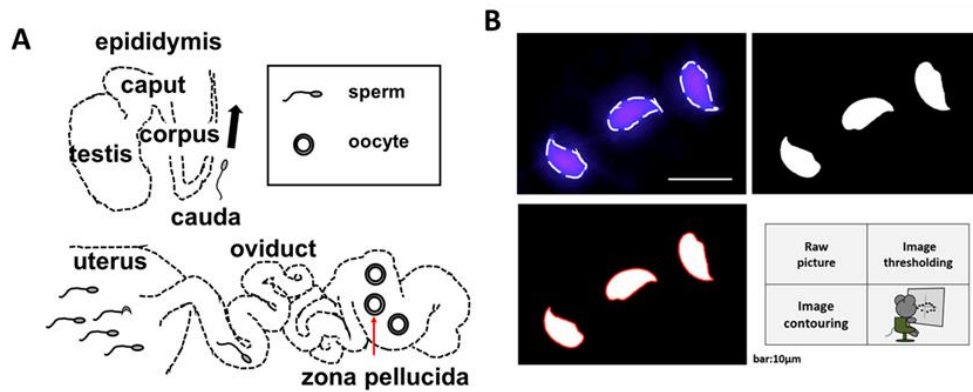 A
epididymis
caput
corpus
testis
cauda
sperm
oocyte
uterus
oviduct
zona pellucida
B
Raw
picture
Image
thresholding
Image
contouring
bar:10μm